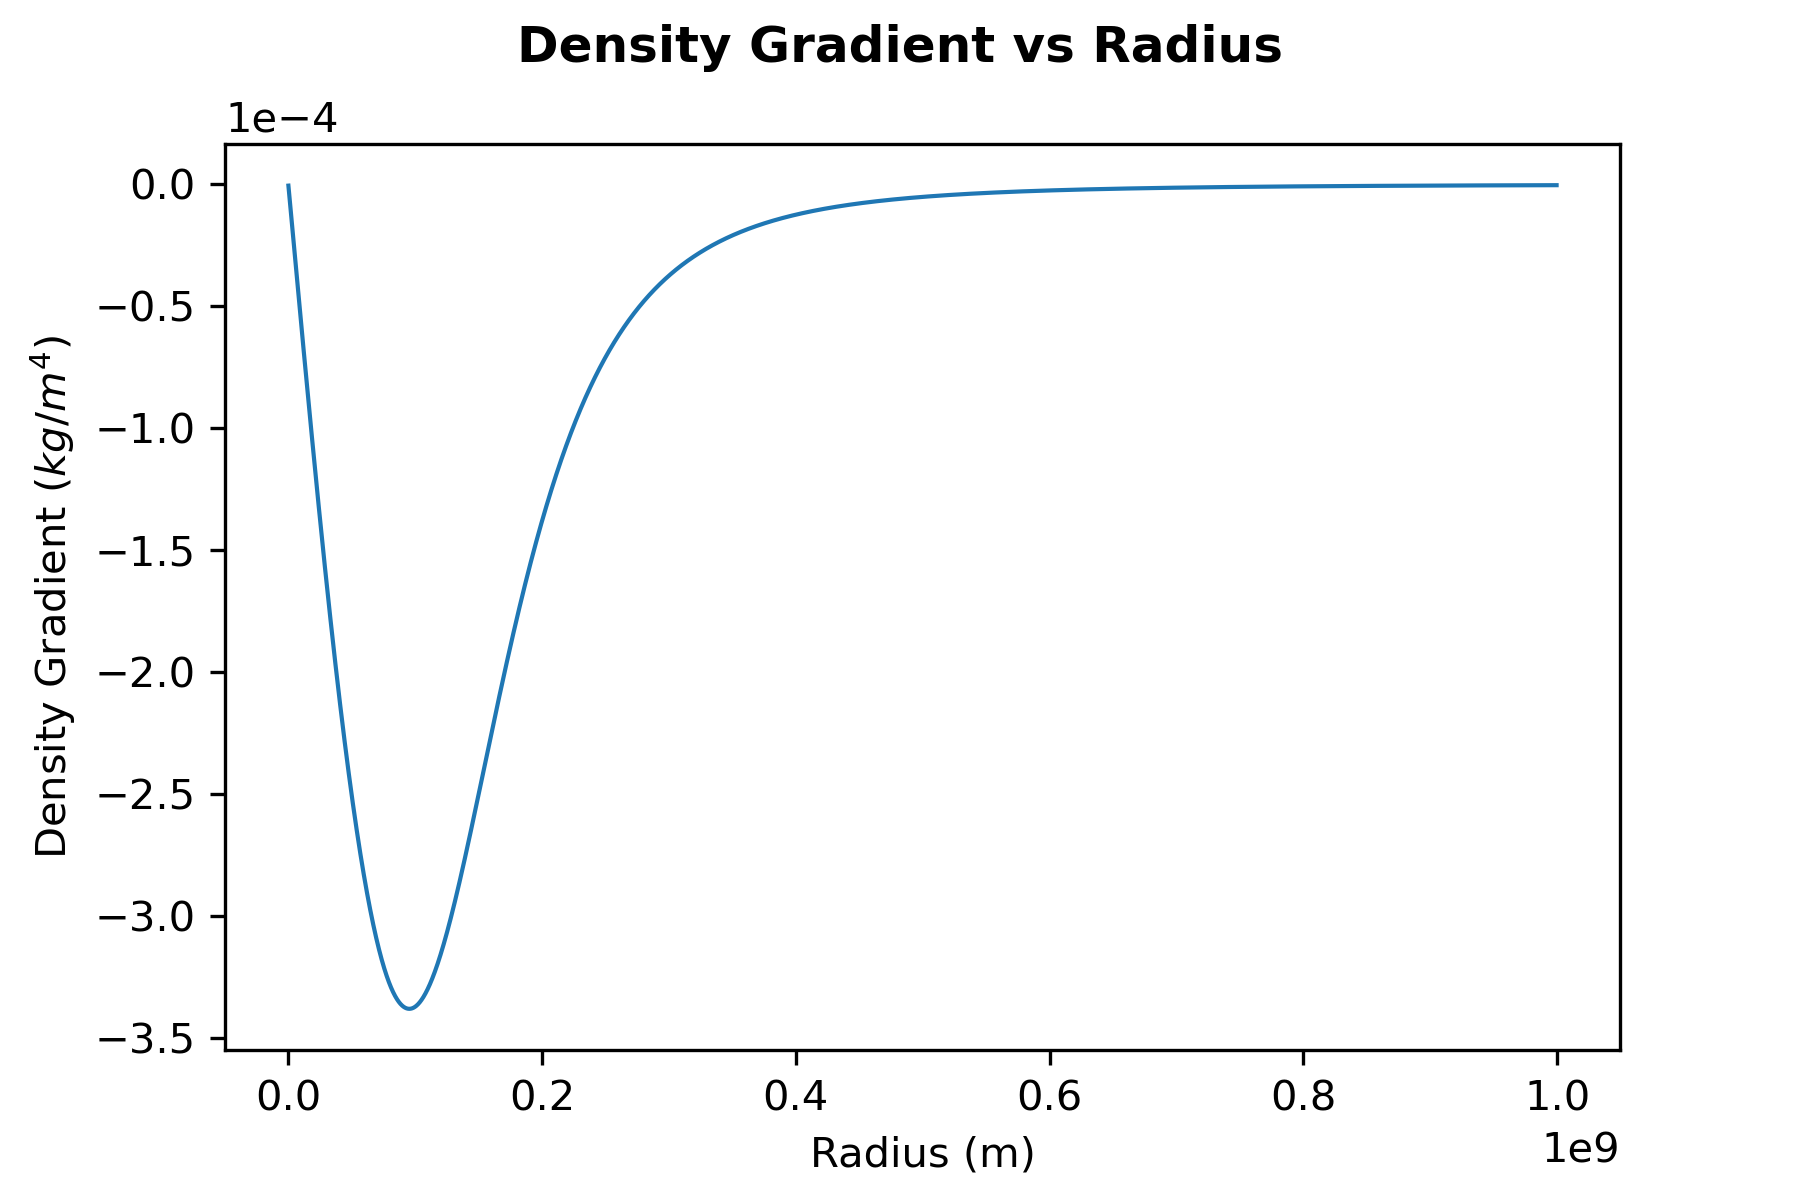 Density Gradient vs Radius
1e−4
0.0
−0.5
−1.0
−1.5
−2.0
−2.5
−3.0
−3.5
Density Gradient (kg/m⁴)
0.0 0.2 0.4 0.6 0.8 1.0
Radius (m)
1e9